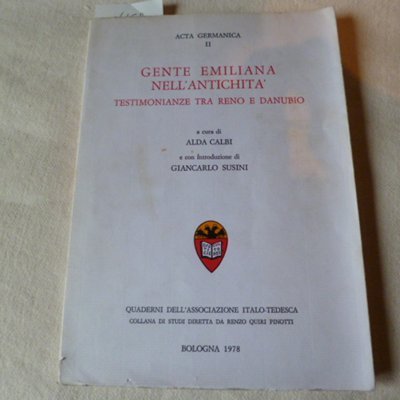 ACTA GERMANICA
II
GENTE EMILIANA
NELL'ANTICHITA'
TESTIMONIANZE TRA RENO E DANUBIO
a cura di
ALDA CALBI
e con Introduzione di
GIANCARLO SUSINI
QUADERNI DELL'ASSOCIAZIONE ITALO-TEDESCA
COLLANA DI STUDI DIRETTA DA RENZO QUIRI PINOTTI
BOLOGNA 1978